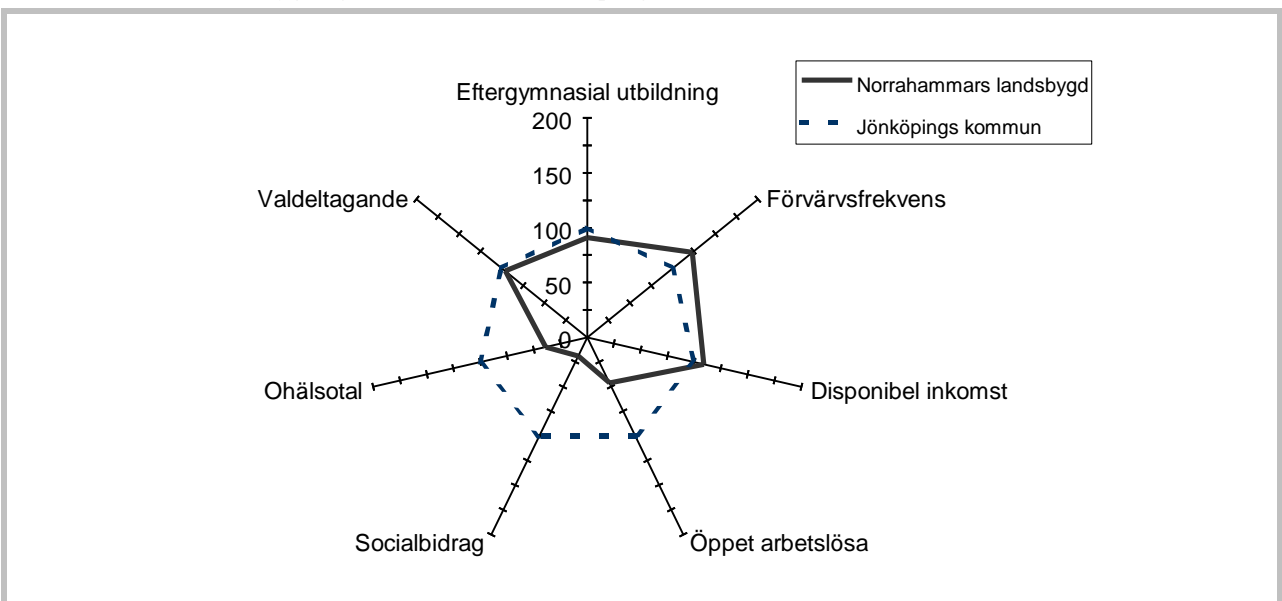 Norrahammars landsbygd
Jönköpings kommun
Eftergymnasial utbildning
200
150
100
50
0
Valdeltagande
Förvärvsfrekvens
Ohälsotal
Disponibel inkomst
Socialbidrag
Öppet arbetslösa